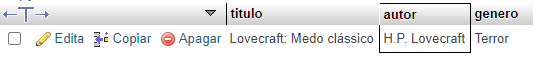 titulo autor genero
Edita Copiar Apagar Lovecraft: Medo clássico H.P. Lovecraft Terror